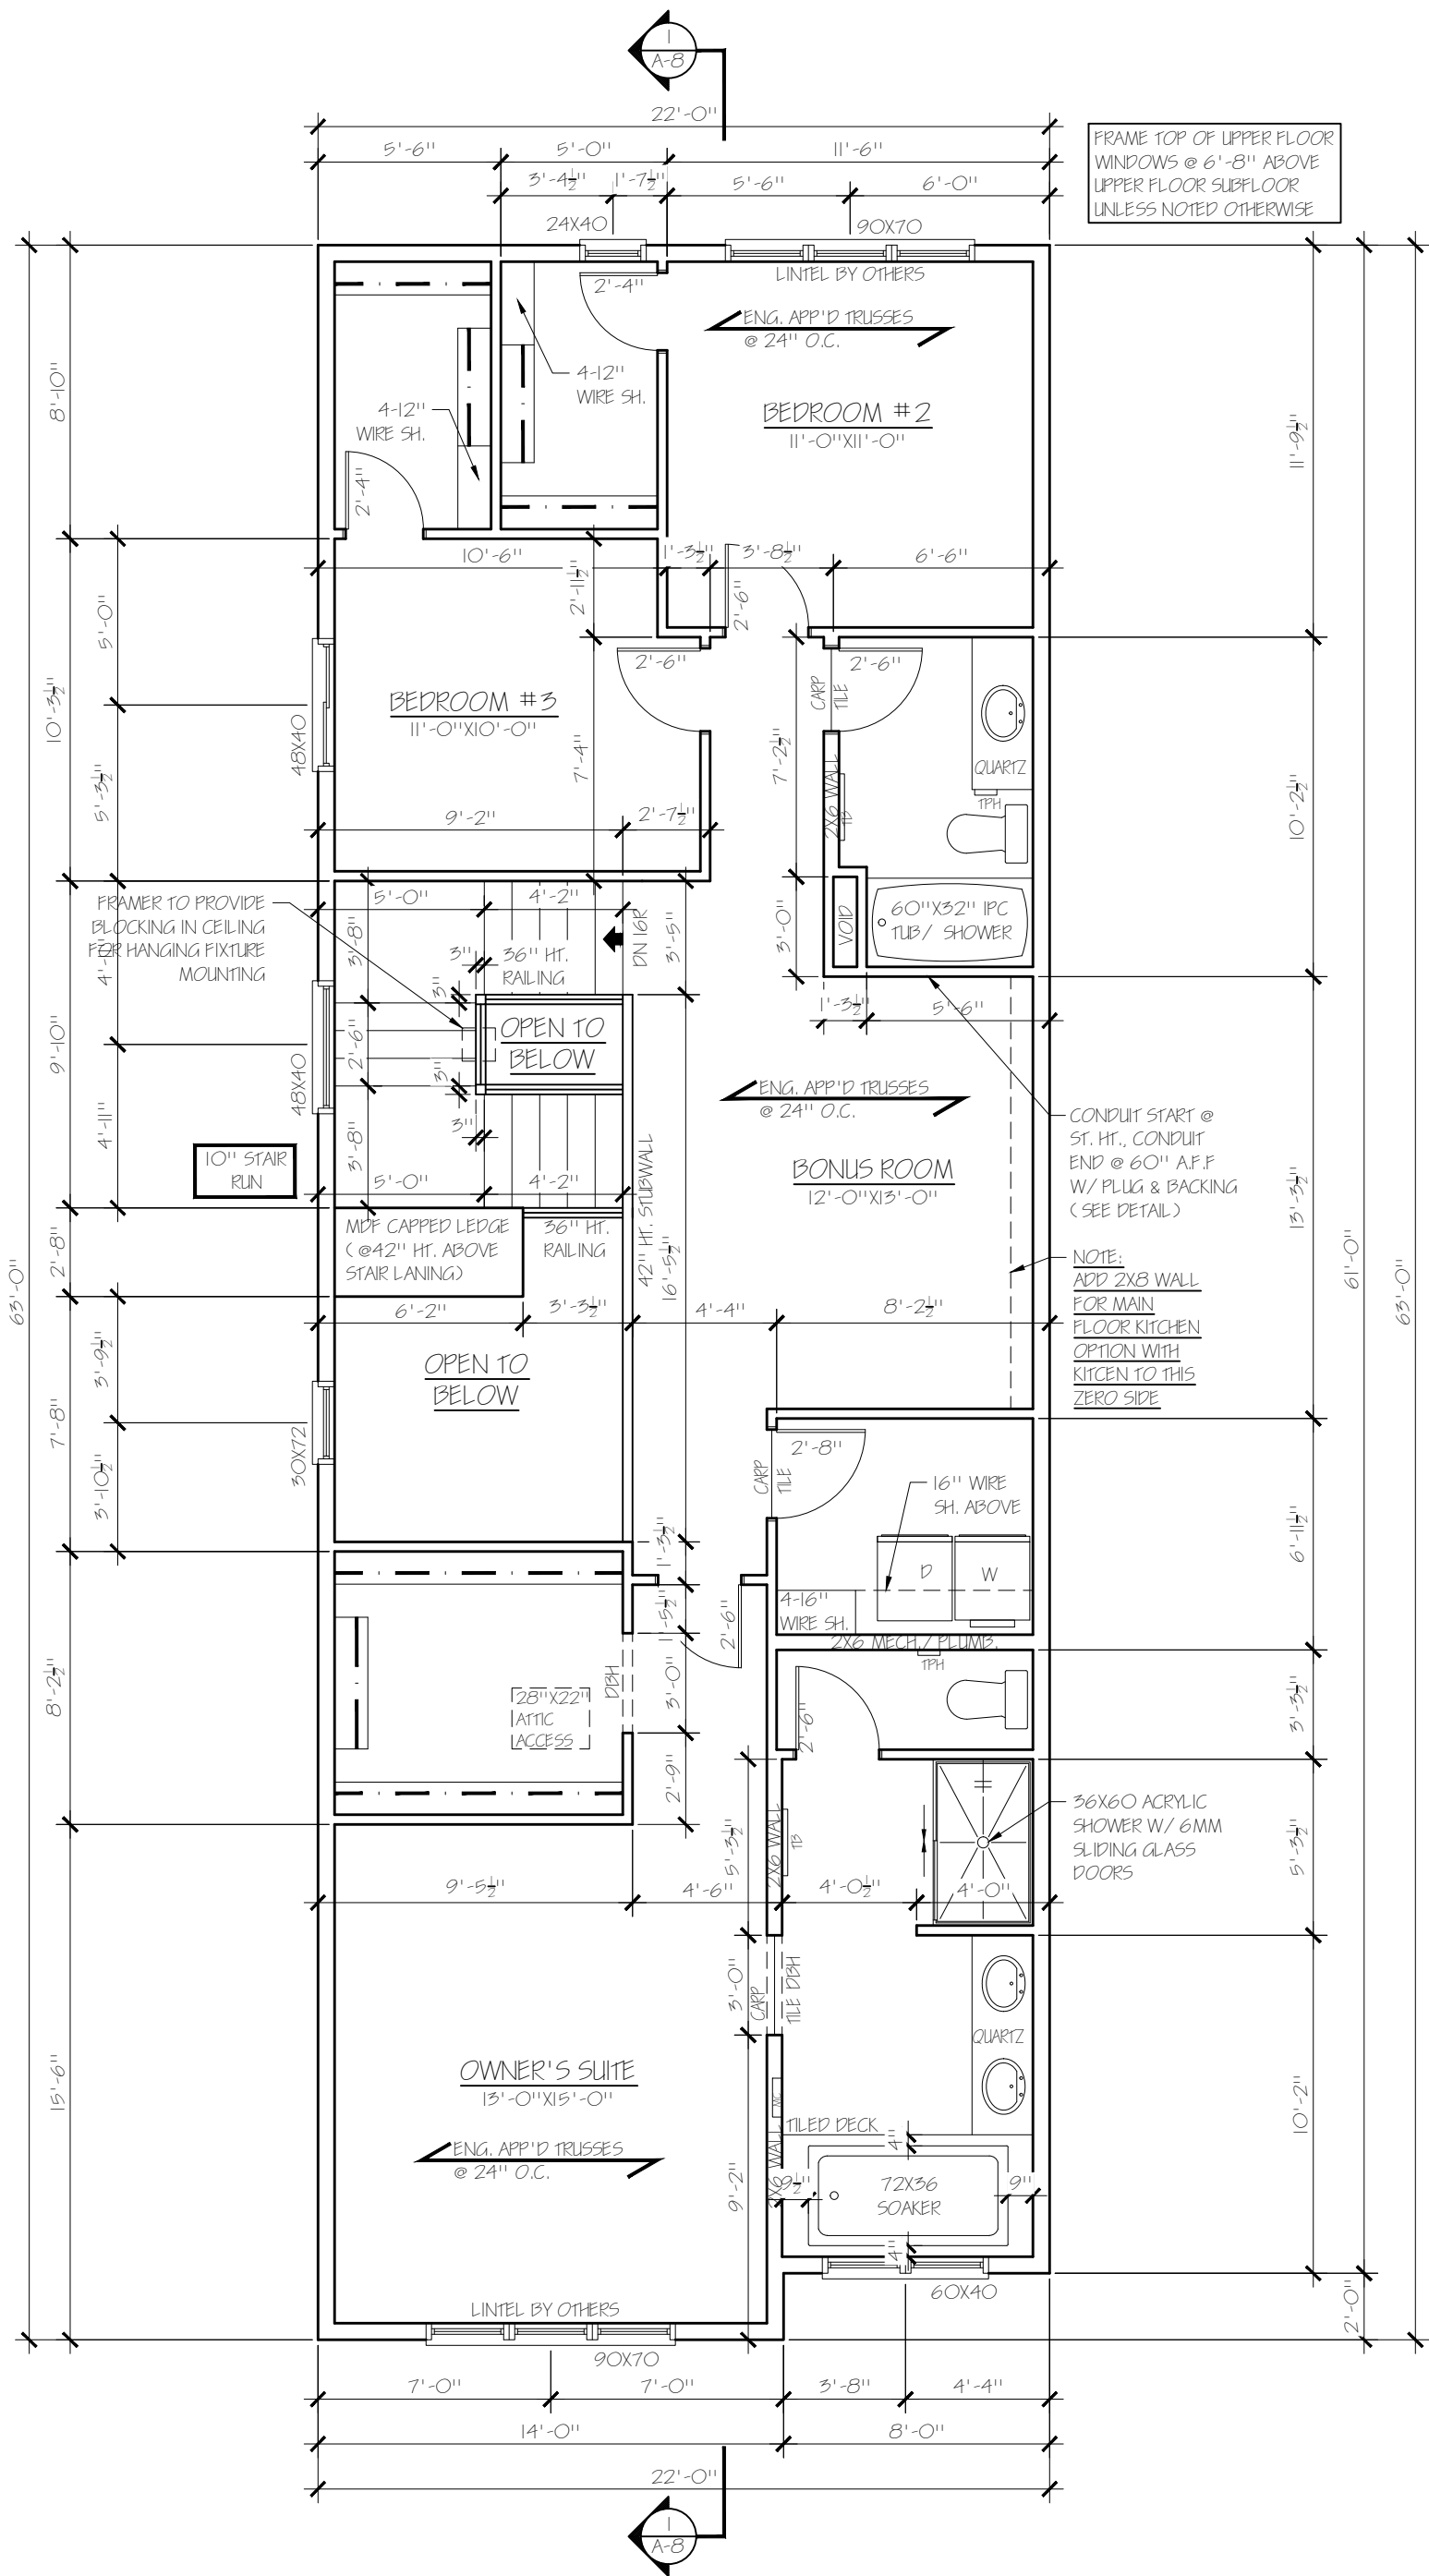 1
A-8
22'-0"
5'-6"
5'-0"
11'-6"
3'-4½"
1'-7½"
5'-6"
6'-0"
FRAME TOP OF UPPER FLOOR
WINDOWS @ 6'-8" ABOVE
UPPER FLOOR SUBFLOOR
UNLESS NOTED OTHERWISE
24X40
90X70
LINTEL BY OTHERS
2'-4"
ENG. APP'D TRUSSES
@ 24" O.C.
4-12"
WIRE SH.
4-12"
WIRE SH.
BEDROOM #2
11'-0"X11'-0"
8'-10"
11'-9½"
2'-4"
10'-6"
1'-3½"
3'-8½"
6'-6"
2'-11½"
2'-6"
5'-0"
2'-6"
2'-6"
CARP
TILE
BEDROOM #3
11'-0"X10'-0"
10'-3½"
48X40
7'-4"
7'-2½"
QUARTZ
TPH
2X6 WALL
TB
10'-2½"
5'-3½"
9'-2"
2'-7½"
FRAMER TO PROVIDE
BLOCKING IN CEILING
FOR HANGING FIXTURE
MOUNTING
5'-0"
4'-2"
3'-8"
4'-11"
3"
36" HT.
RAILING
DN 16R
3'-5"
3'-0"
VOID
60"X32" IPC
TUB/ SHOWER
3"
1'-3½"
5'-6"
OPEN TO
BELOW
2'-6"
9'-10"
48X40
3"
ENG. APP'D TRUSSES
@ 24" O.C.
4'-11"
3"
3'-8"
CONDUIT START @
ST. HT., CONDUIT
END @ 60" A.F.F
W/ PLUG & BACKING
( SEE DETAIL)
10" STAIR
RUN
5'-0"
4'-2"
BONUS ROOM
12'-0"X13'-0"
13'-3½"
MDF CAPPED LEDGE
( @42" HT. ABOVE
STAIR LANING)
36" HT.
RAILING
42" HT. STUBWALL
16'-5½"
2'-8"
63'-0"
61'-0"
63'-0"
NOTE:
ADD 2X8 WALL
FOR MAIN
FLOOR KITCHEN
OPTION WITH
KITCEN TO THIS
ZERO SIDE
6'-2"
3'-3½"
4'-4"
8'-2½"
OPEN TO
BELOW
3'-9½"
7'-8"
30X72
3'-10½"
2'-8"
CARP
TILE
16" WIRE
SH. ABOVE
6'-11½"
1'-3½"
D
W
4-16"
WIRE SH.
2X6 MECH./ PLUMB.
TPH
1'-5½"
2'-6"
8'-2½"
28"X22"
ATTIC
ACCESS
DBH
3'-0"
2'-6"
3'-3½"
2'-9"
5'-3½"
2X6 WALL
TB
36X60 ACRYLIC
SHOWER W/ 6MM
SLIDING GLASS
DOORS
5'-3½"
9'-5½"
4'-6"
4'-0½"
4'-0"
3'-0"
CARP
TILE DBH
QUARTZ
OWNER'S SUITE
13'-0"X15'-0"
15'-6"
MC
10'-2"
TILED DECK
4"
ENG. APP'D TRUSSES
@ 24" O.C.
2X6 WALL
9'-2"
9½"
72X36
SOAKER
9"
4"
60X40
LINTEL BY OTHERS
2'-0"
90X70
7'-0"
7'-0"
3'-8"
4'-4"
14'-0"
8'-0"
22'-0"
1
A-8